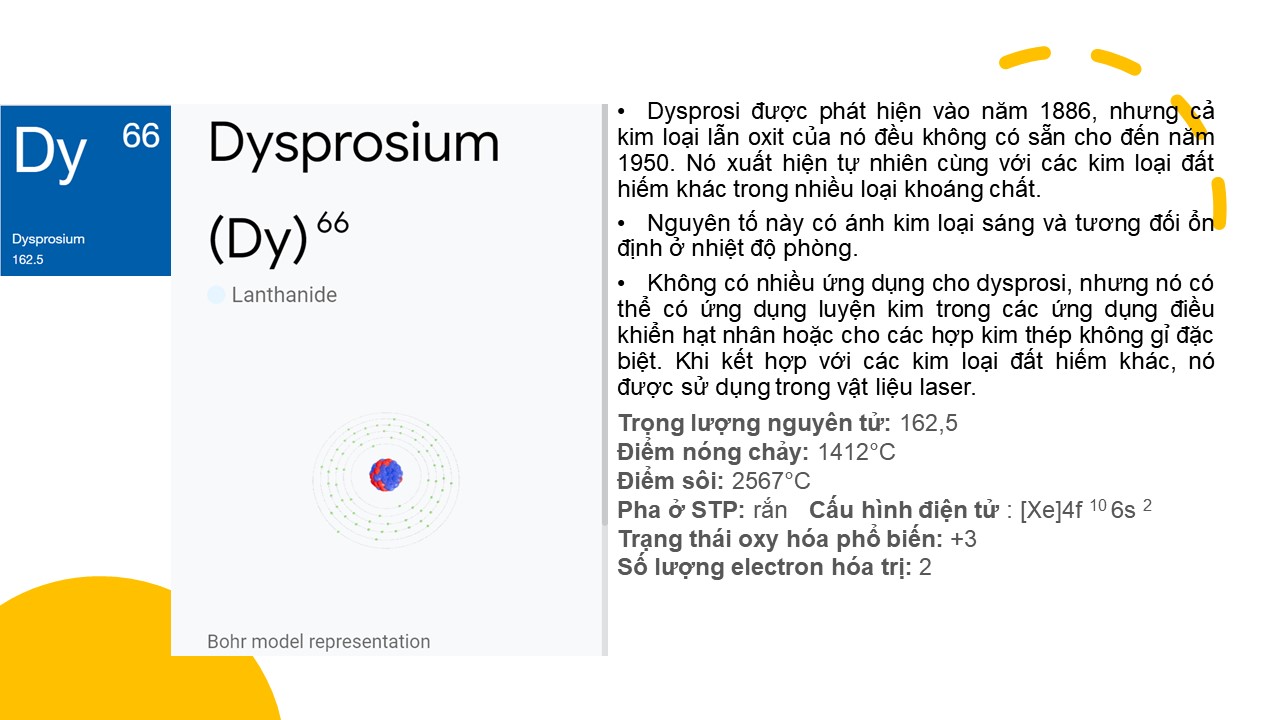 Dy 66
Dysprosium
162.5
Dysprosium
(Dy) 66
Lanthanide
Bohr model representation
• Dysprosi được phát hiện vào năm 1886, nhưng cả
kim loại lẫn oxit của nó đều không có sẵn cho đến năm
1950. Nó xuất hiện tự nhiên cùng với các kim loại đất
hiếm khác trong nhiều loại khoáng chất.
• Nguyên tố này có ánh kim loại sáng và tương đối ổn
định ở nhiệt độ phòng.
• Không có nhiều ứng dụng cho dysprosi, nhưng nó có
thể có ứng dụng luyện kim trong các ứng dụng điều
khiển hạt nhân hoặc cho các hợp kim thép không gỉ đặc
biệt. Khi kết hợp với các kim loại đất hiếm khác, nó
được sử dụng trong vật liệu laser.
Trọng lượng nguyên tử: 162,5
Điểm nóng chảy: 1412°C
Điểm sôi: 2567°C
Pha ở STP: rắn Cấu hình điện tử : [Xe]4f 10 6s 2
Trạng thái oxy hóa phổ biến: +3
Số lượng electron hóa trị: 2